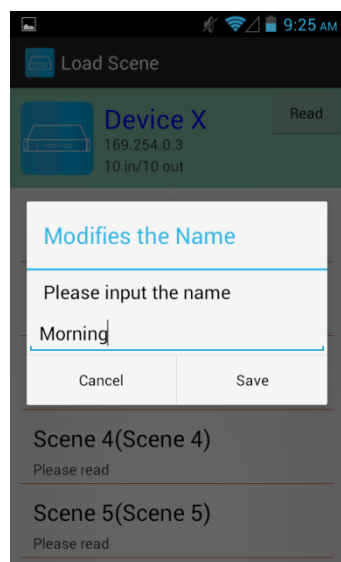 9:25 AM
Load Scene
Device X
169.254.0.3
10 in/10 out
Read
Modifies the Name
Please input the name
Morning
Cancel
Save
Scene 4(Scene 4)
Please read
Scene 5(Scene 5)
Please read